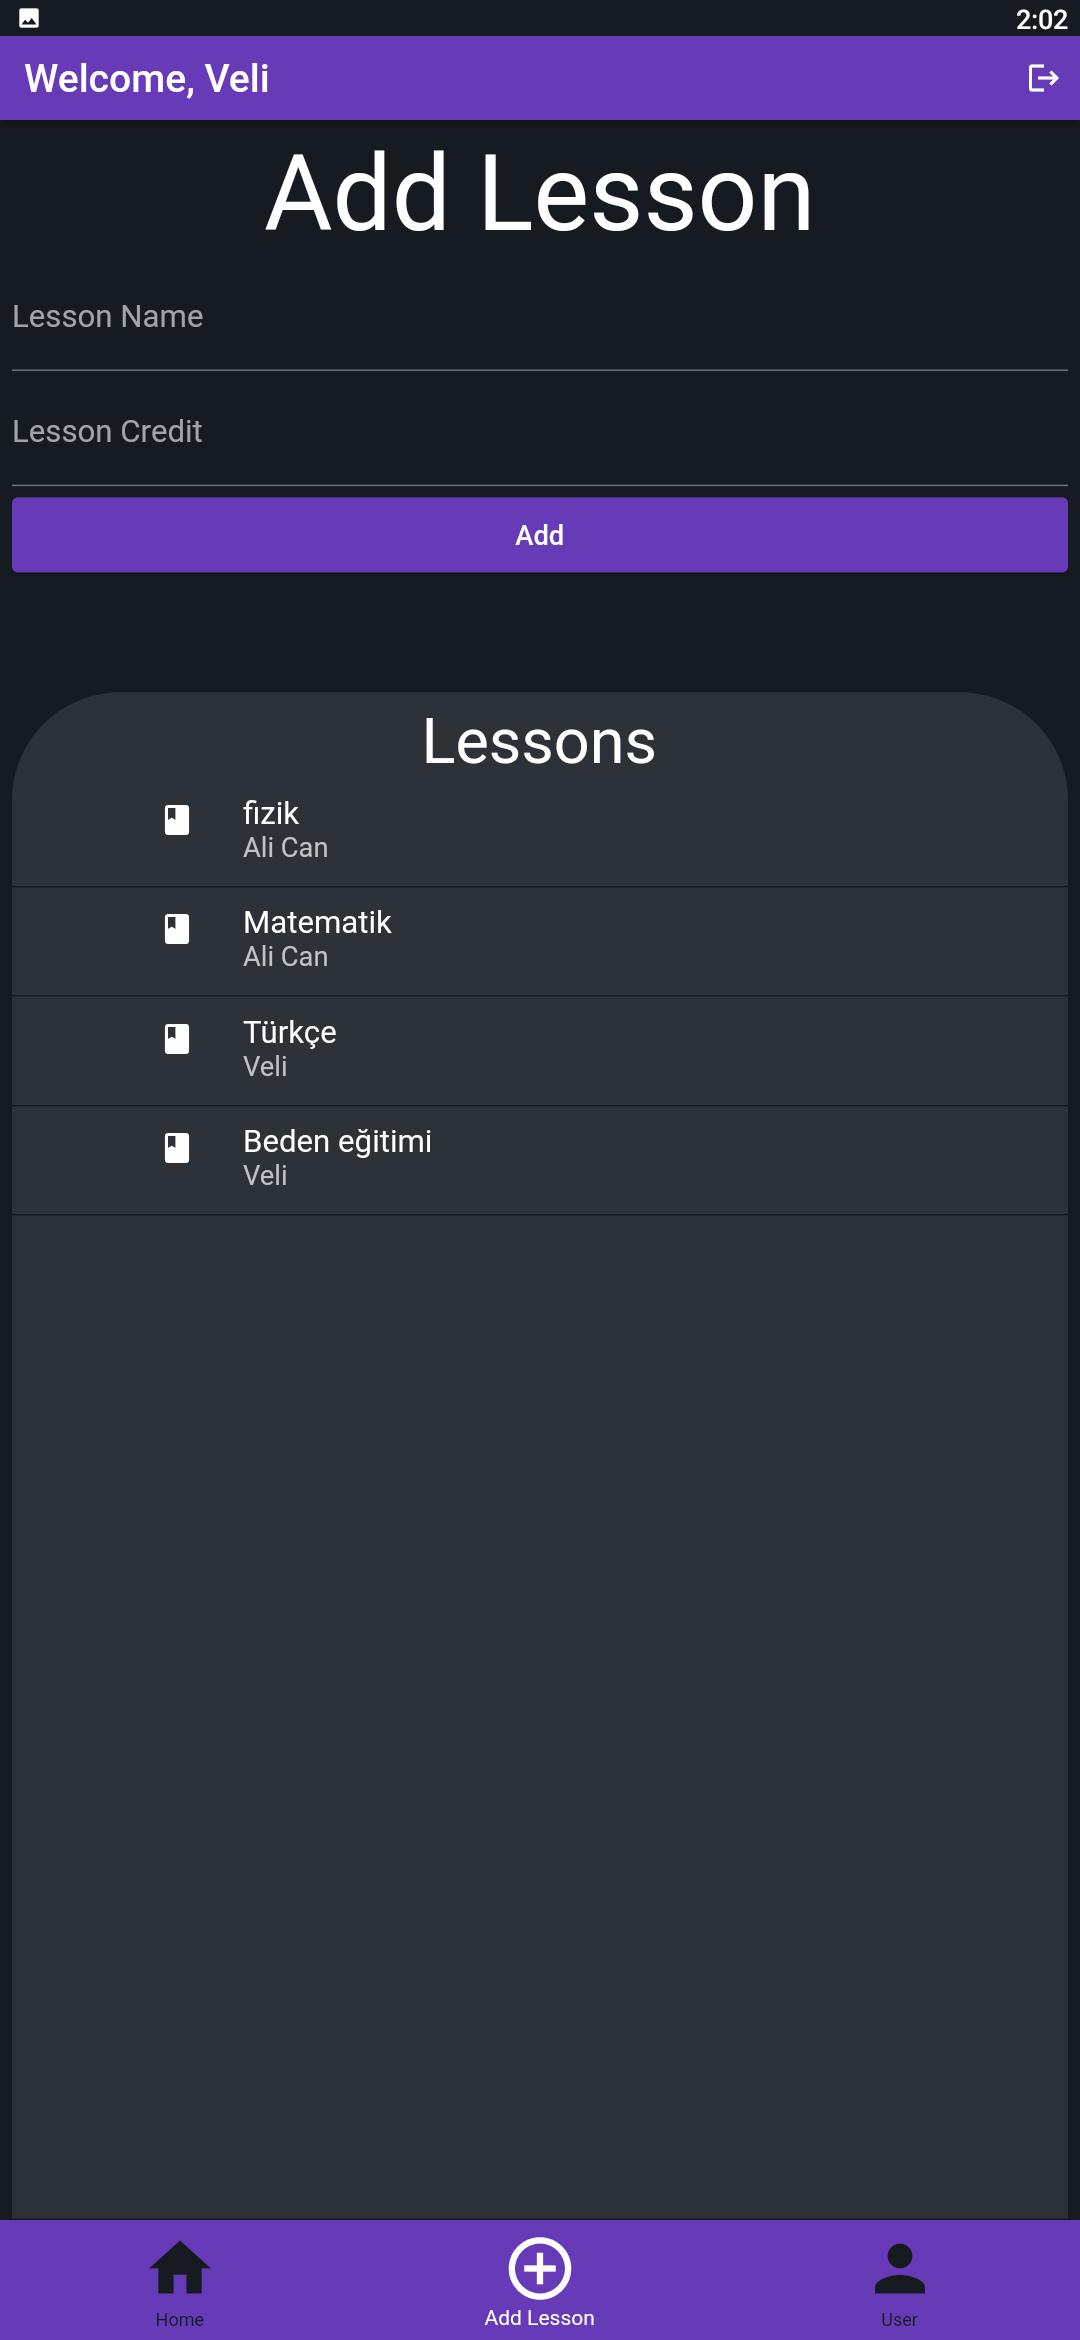 2:02
Welcome, Veli
Add Lesson
Lesson Name
Lesson Credit
Add
Lessons
fizik
Ali Can
Matematik
Ali Can
Türkçe
Veli
Beden eğitimi
Veli
Home
Add Lesson
User